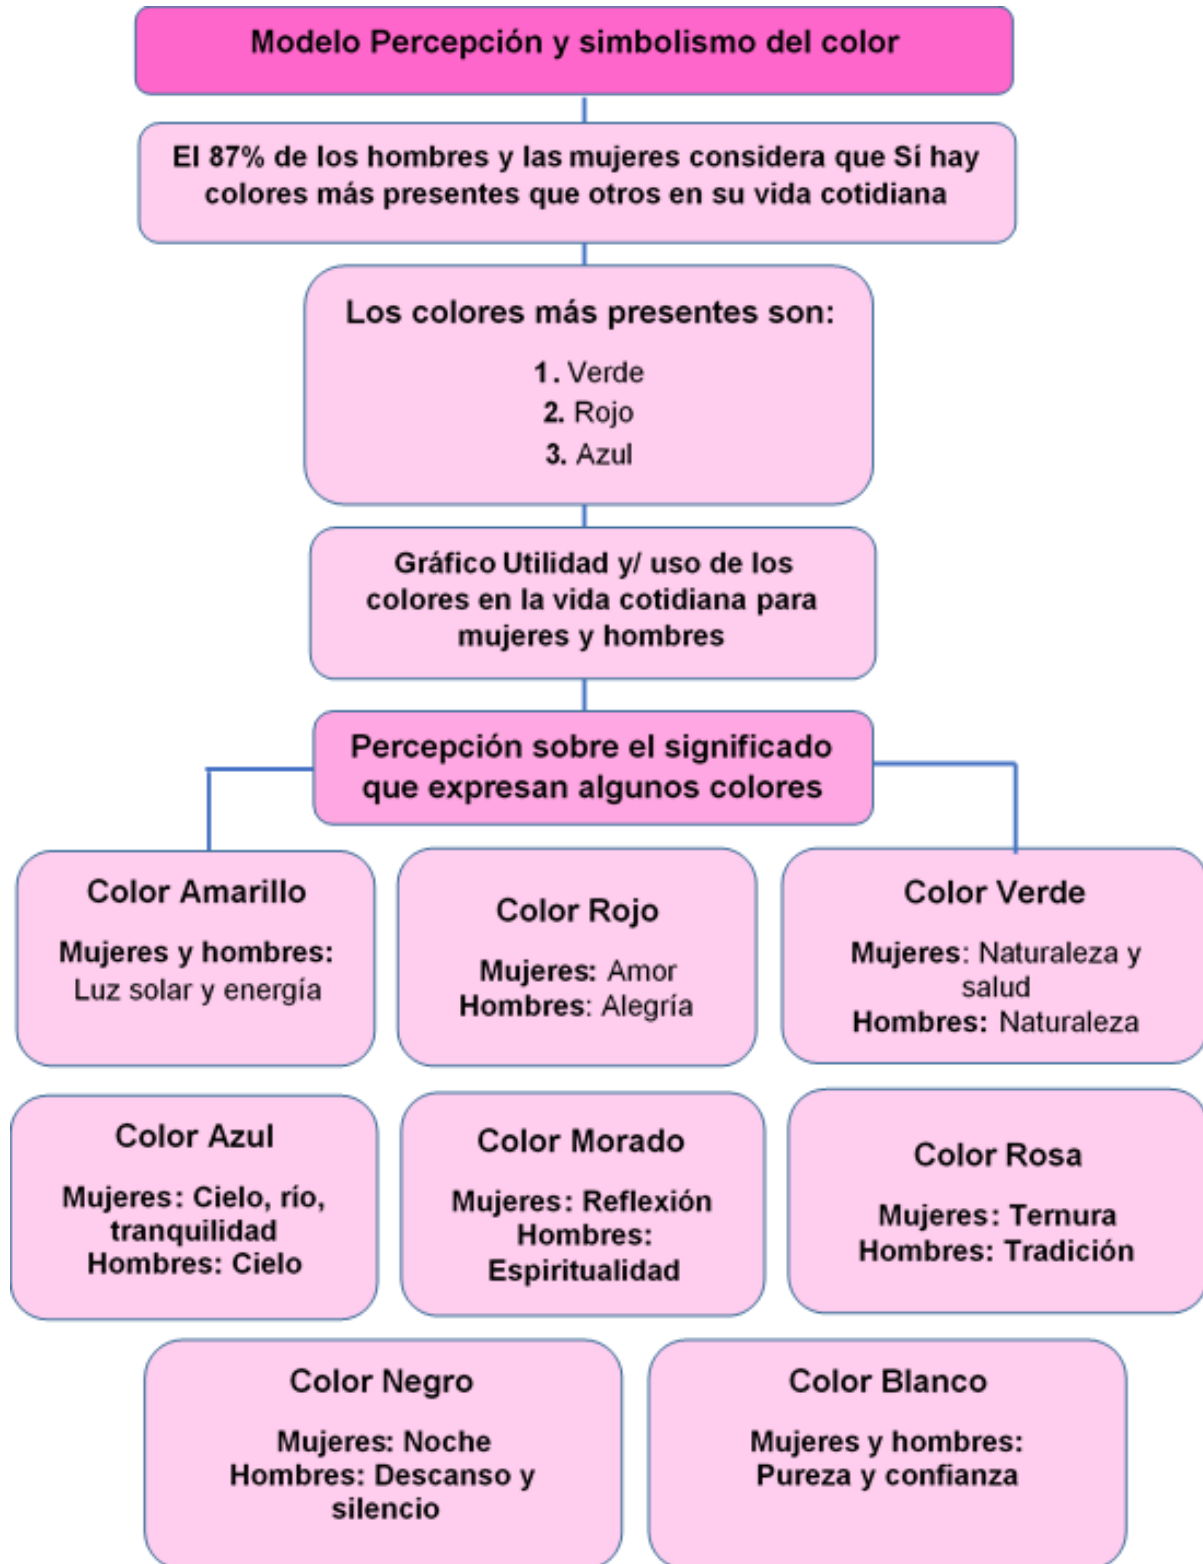 Modelo Percepción y simbolismo del color
El 87% de los hombres y las mujeres considera que Sí hay
colores más presentes que otros en su vida cotidiana
Los colores más presentes son:
1. Verde
2. Rojo
3. Azul
Gráfico Utilidad y/ uso de los
colores en la vida cotidiana para
mujeres y hombres
Percepción sobre el significado
que expresan algunos colores
Color Amarillo
Mujeres y hombres:
Luz solar y energía
Color Rojo
Mujeres: Amor
Hombres: Alegría
Color Verde
Mujeres: Naturaleza y
salud
Hombres: Naturaleza
Color Azul
Mujeres: Cielo, río,
tranquilidad
Hombres: Cielo
Color Morado
Mujeres: Reflexión
Hombres:
Espiritualidad
Color Rosa
Mujeres: Ternura
Hombres: Tradición
Color Negro
Mujeres: Noche
Hombres: Descanso y
silencio
Color Blanco
Mujeres y hombres:
Pureza y confianza